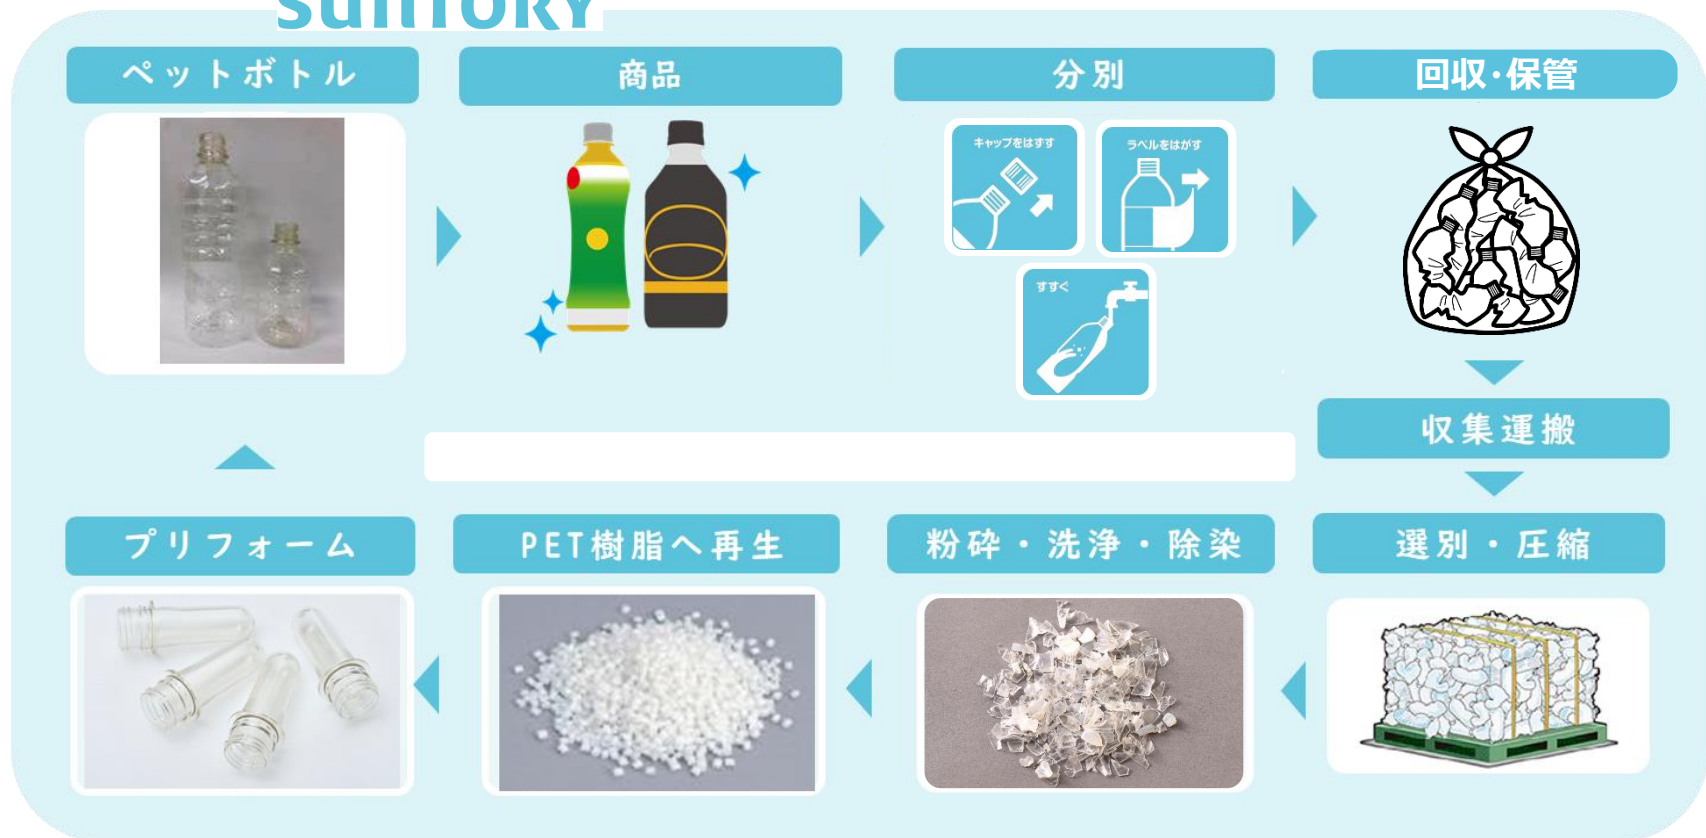 SUNTORY
ペットボトル
商品
分別
回収・保管
キャップをはずす
ラベルをはがす
すすぐ
収集運搬
プリフォーム
PET樹脂へ再生
粉砕・洗浄・除染
選別・圧縮